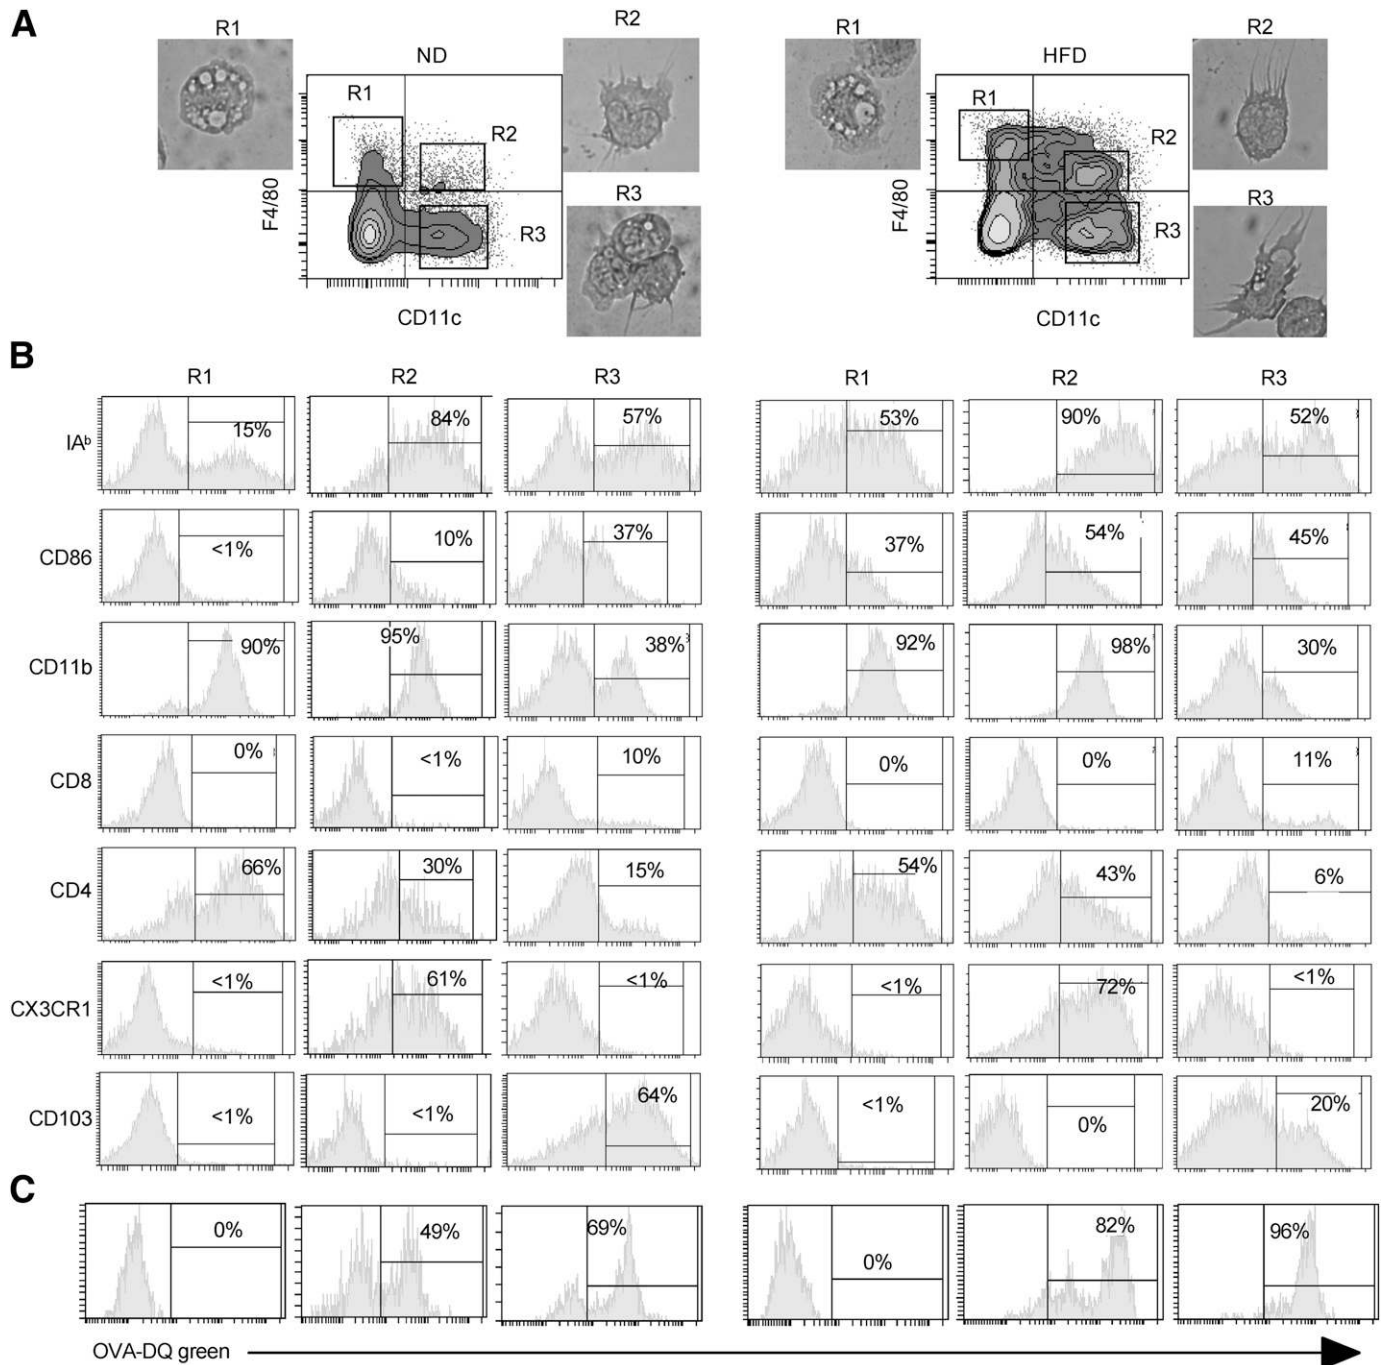 A
R1
ND
R2
R1
HFD
R2
R1
R2
R3
F4/80
CD11c
R3
R1
R2
R3
F4/80
CD11c
R3
B
R1 R2 R3 R1 R2 R3
IAᵇ 15% 84% 57% 53% 90% 52%
CD86 <1% 10% 37% 37% 54% 45%
CD11b 90% 95% 38% 92% 98% 30%
CD8 0% <1% 10% 0% 0% 11%
CD4 66% 30% 15% 54% 43% 6%
CX3CR1 <1% 61% <1% <1% 72% <1%
CD103 <1% <1% 64% <1% 0% 20%
C
0% 49% 69% 0% 82% 96%
OVA-DQ green